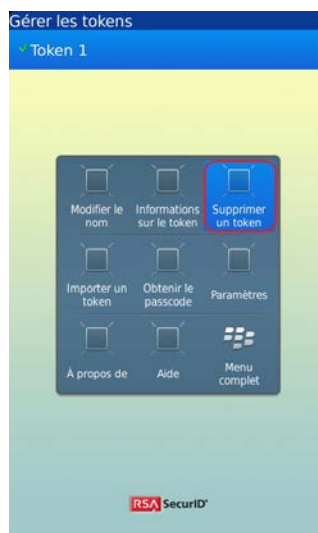 Gérer les tokens
Token 1
Modifier le
nom
Informations
sur le token
Supprimer
un token
Importer un
token
Obtenir le
passcode
Paramètres
À propos de
Aide
Menu
complet
RSA SecurID®